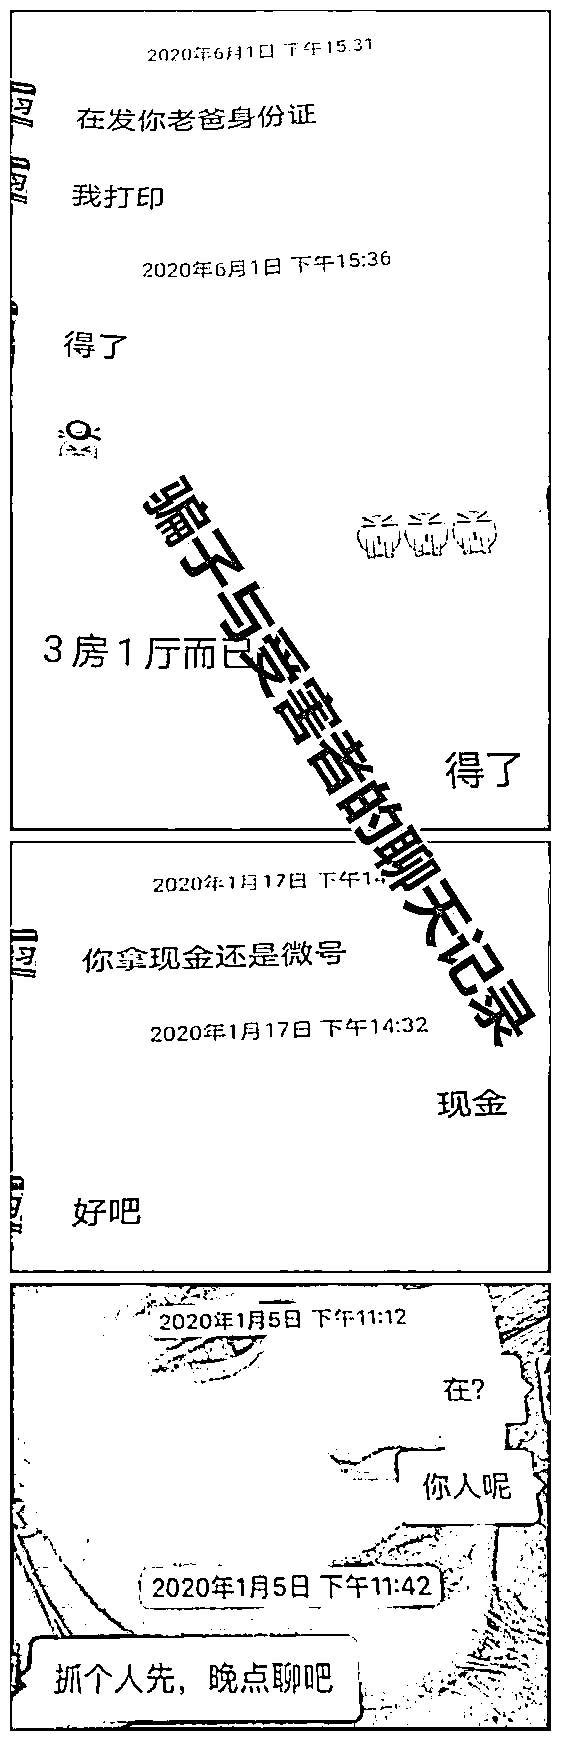 2020年6月1日 下午15:31
在发你老爸身份证
我打印
2020年6月1日 下午15:36
得了
3房1厅而已
得了
骗子与受害者的聊天记录
2020年1月17日 下午14
你拿现金还是微号
2020年1月17日 下午14:32
现金
好吧
2020年1月5日 下午11:12
在?
你人呢
2020年1月5日 下午11:42
抓个人先，晚点聊吧